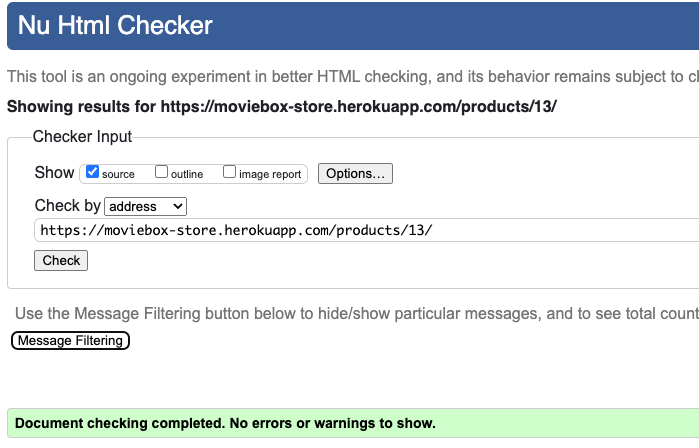 Nu Html Checker
This tool is an ongoing experiment in better HTML checking, and its behavior remains subject to
Showing results for https://moviebox-store.herokuapp.com/products/13/
Checker Input
Show source outline image report Options...
Check by address
https://moviebox-store.herokuapp.com/products/13/
Check
Use the Message Filtering button below to hide/show particular messages, and to see total
Message Filtering
Document checking completed. No errors or warnings to show.